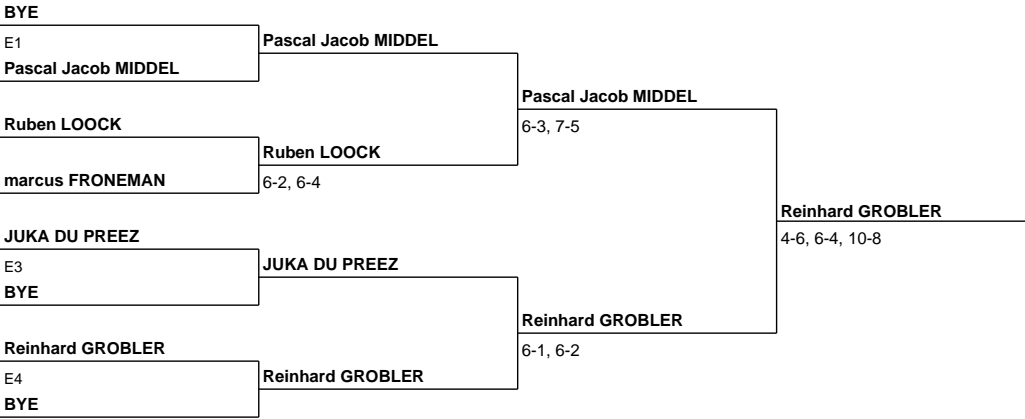 BYE
E1
Pascal Jacob MIDDEL
Ruben LOOCK
marcus FRONEMAN
JUKA DU PREEZ
E3
BYE
Reinhard GROBLER
E4
BYE
Pascal Jacob MIDDEL
Ruben LOOCK
6-2, 6-4
JUKA DU PREEZ
Reinhard GROBLER
Pascal Jacob MIDDEL
6-3, 7-5
Reinhard GROBLER
6-1, 6-2
Reinhard GROBLER
4-6, 6-4, 10-8